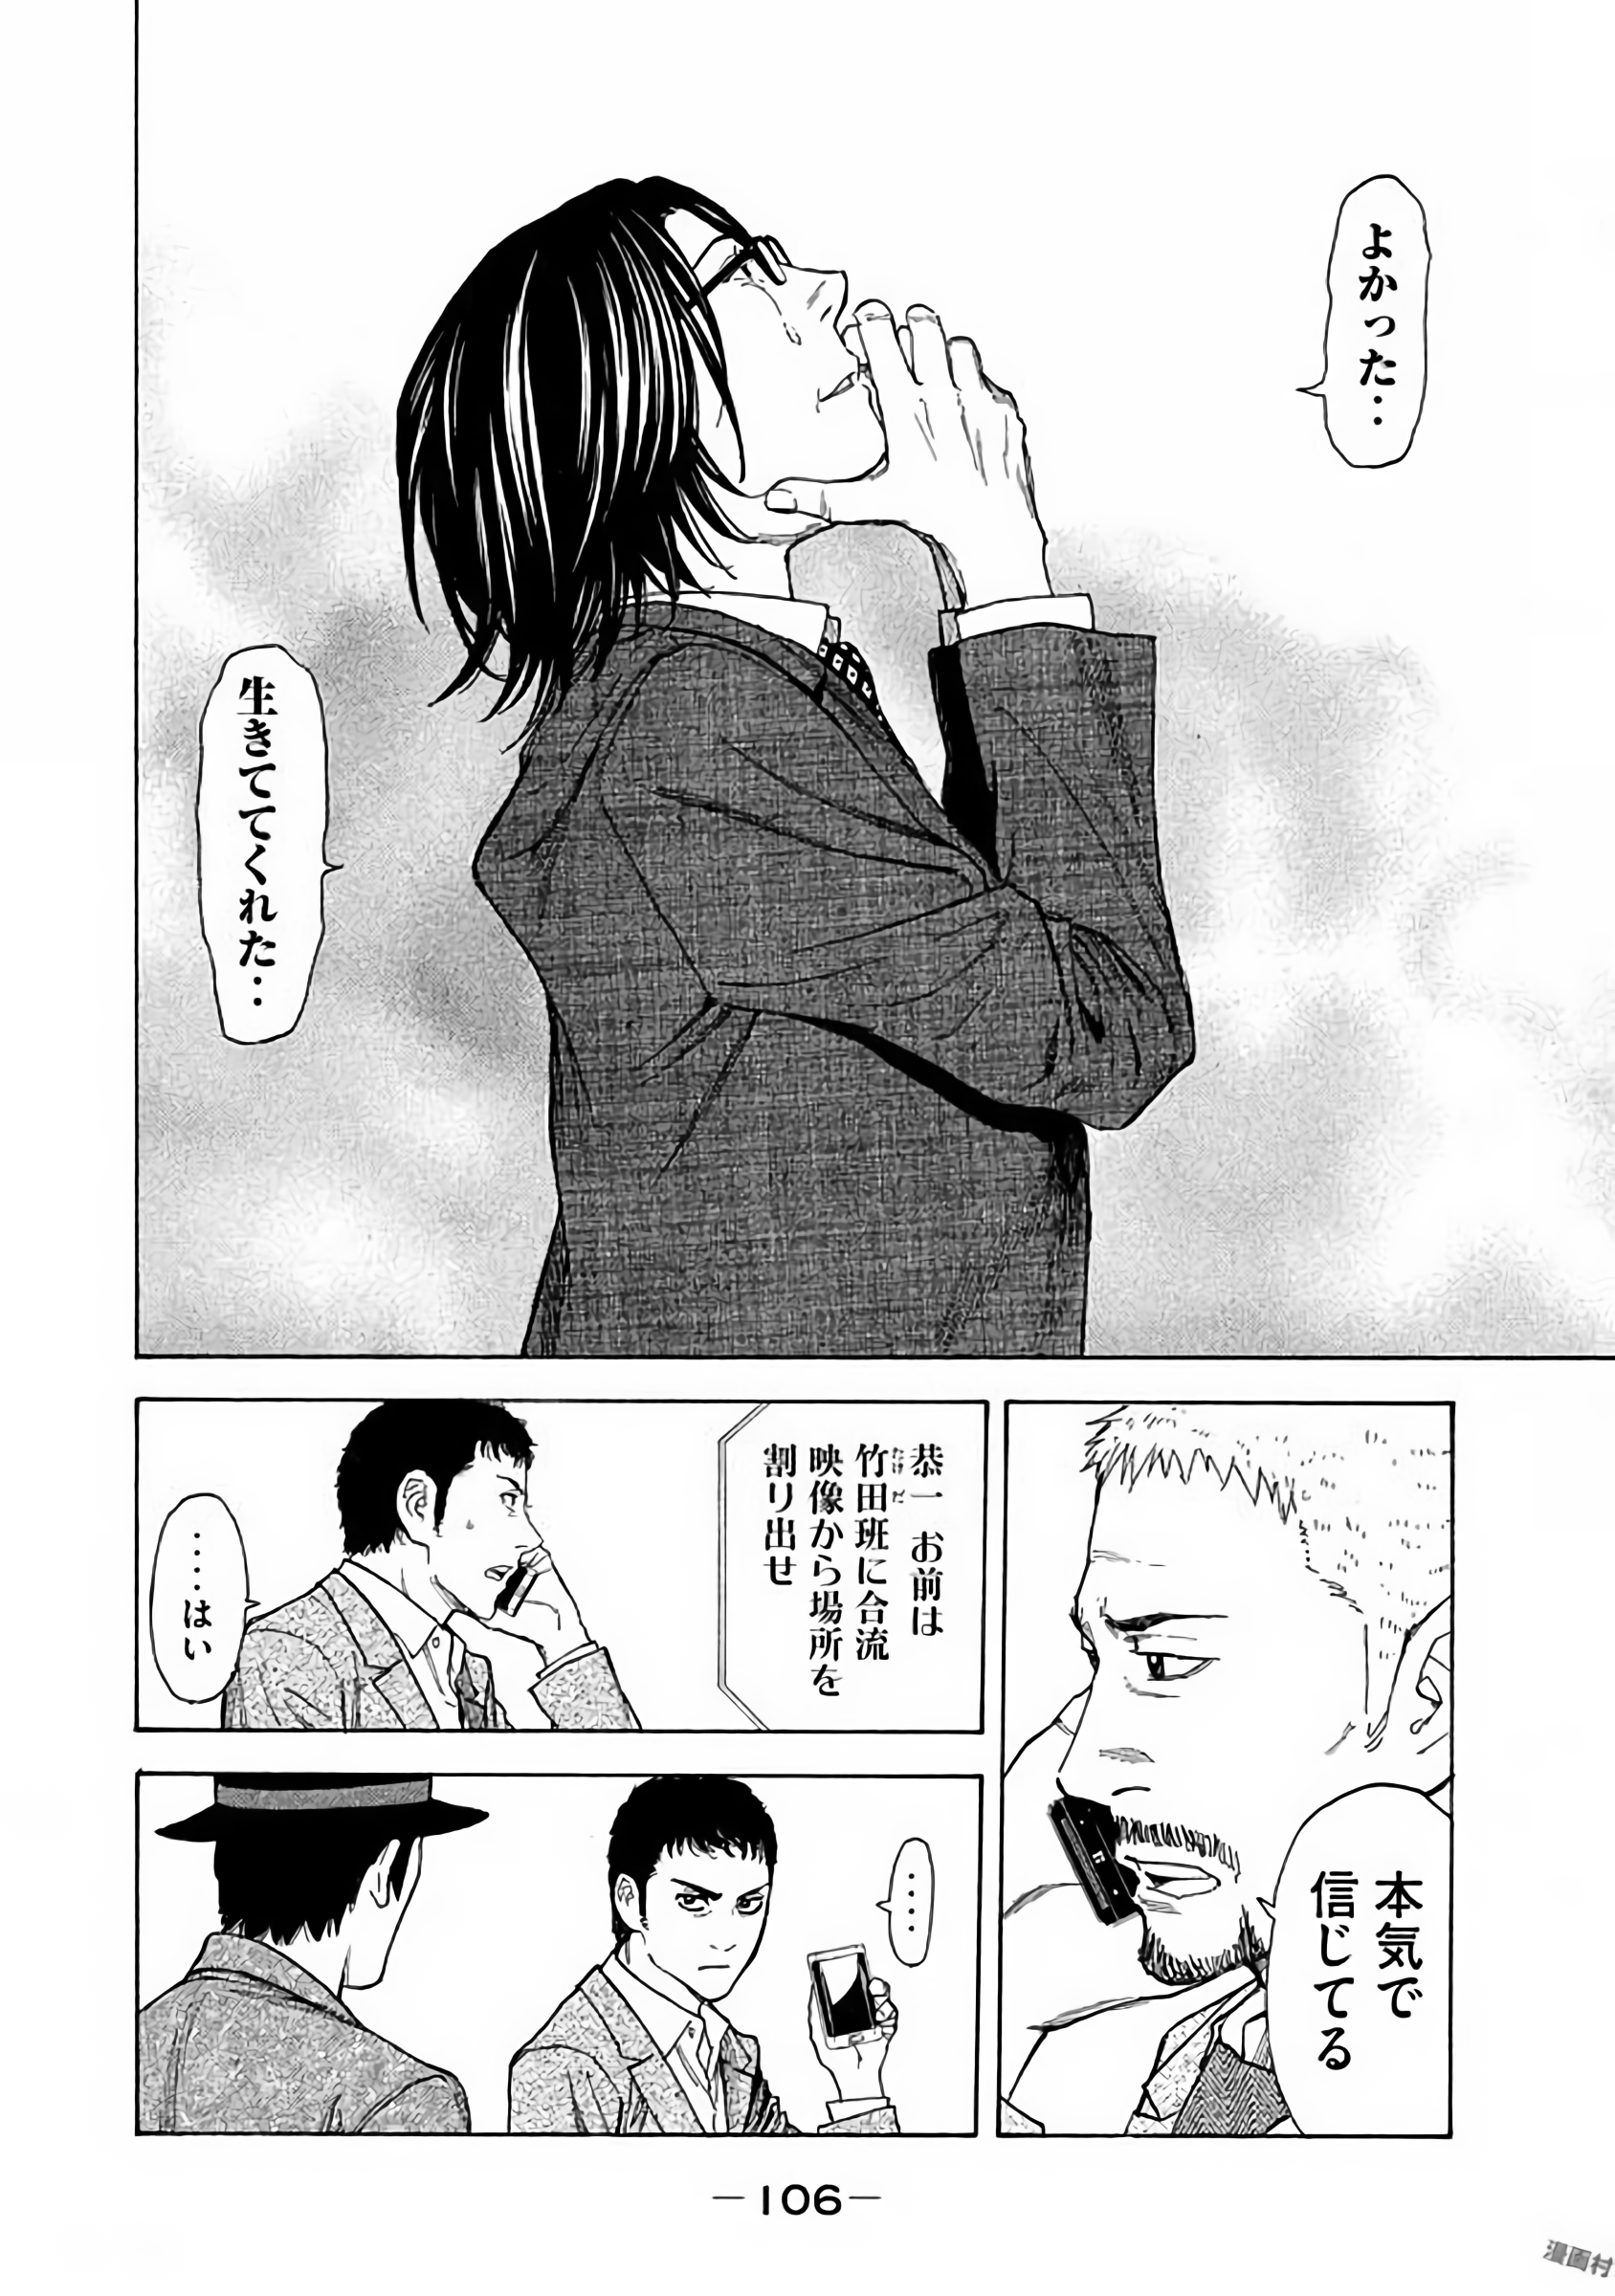 よかった‥
生きててくれた‥
本気で
信じてる
恭一 お前は
竹田班に合流
たけだ
映像から場所を
割り出せ
‥‥‥はい
‥‥‥
―106―
漫画村